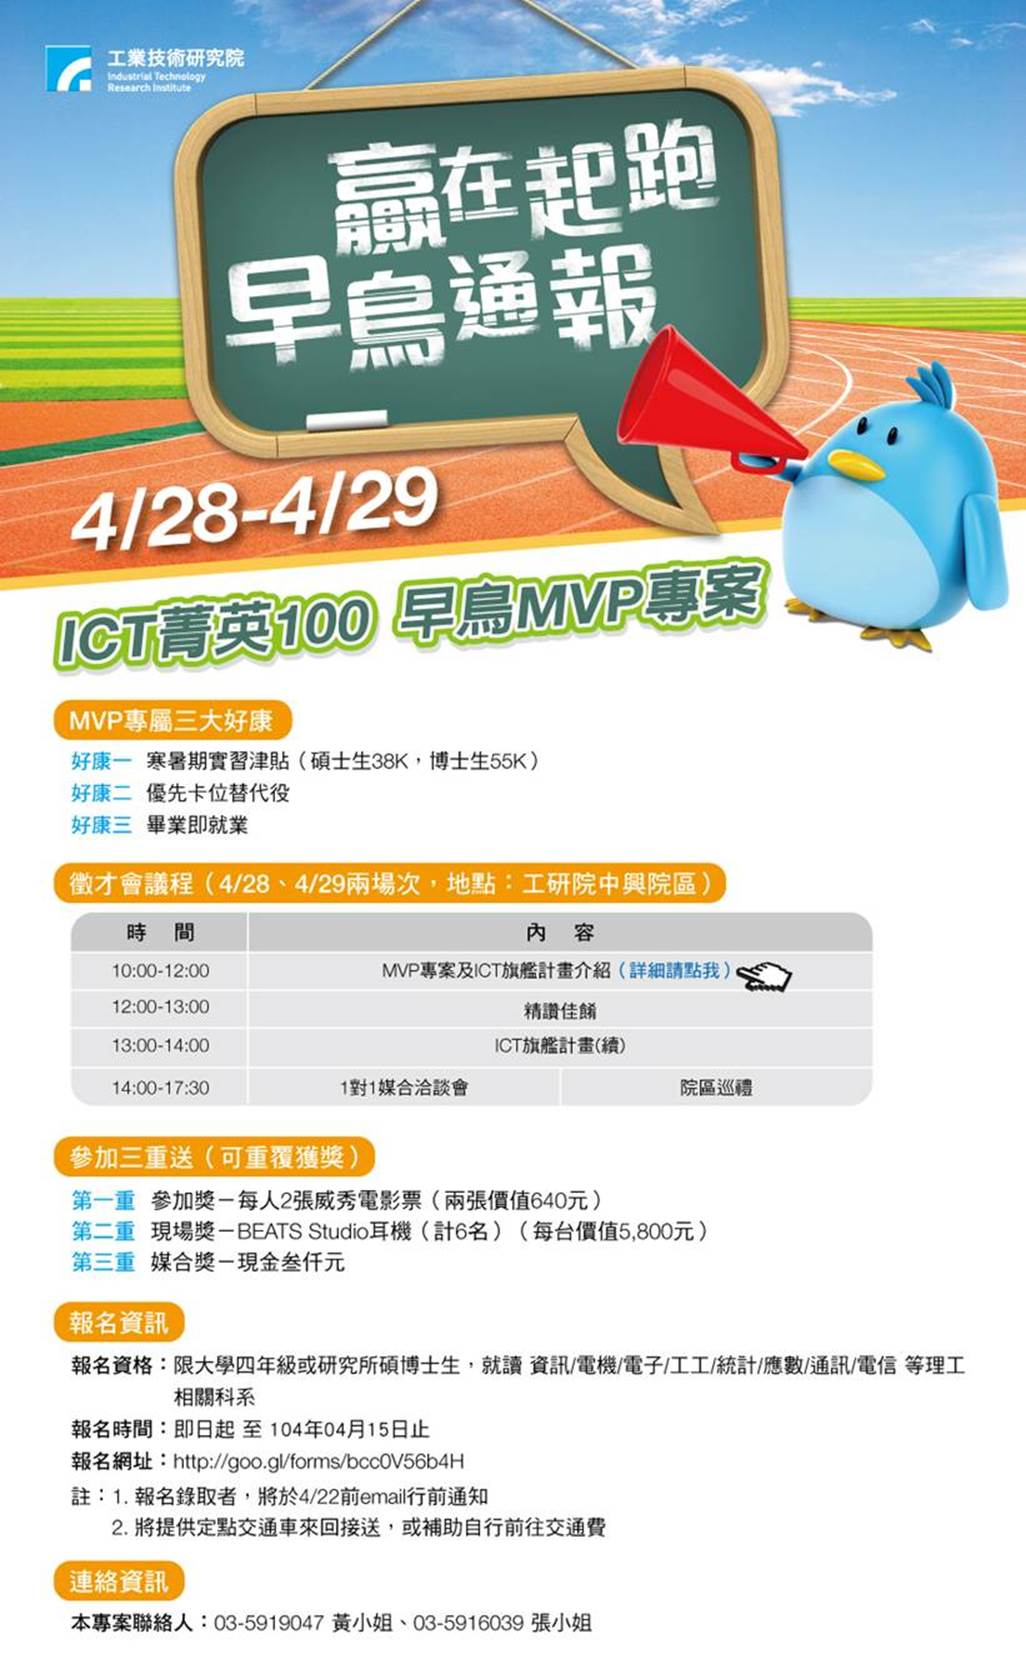 工業技術研究院
Industrial Technology
Research Institute
贏在起跑
早鳥通報
4/28-4/29
ICT菁英100 早鳥MVP專案
MVP專屬三大好康
好康一 寒暑期實習津貼（碩士生38K，博士生55K）
好康二 優先卡位替代役
好康三 畢業即就業
徵才會議程（4/28、4/29兩場次，地點：工研院中興院區）
時 間 內 容
10:00-12:00 MVP專案及ICT旗艦計畫介紹（詳細請點我）
12:00-13:00 精讚佳餚
13:00-14:00 ICT旗艦計畫(續)
14:00-17:30 1對1媒合洽談會 院區巡禮
參加三重送（可重覆獲獎）
第一重 參加獎－每人2張威秀電影票（兩張價值640元）
第二重 現場獎－BEATS Studio耳機（計6名）（每台價值5,800元）
第三重 媒合獎－現金叁仟元
報名資訊
報名資格：限大學四年級或研究所碩博士生，就讀 資訊/電機/電子/工工/統計/應數/通訊/電信 等理工
相關科系
報名時間：即日起 至 104年04月15日止
報名網址：http://goo.gl/forms/bcc0V56b4H
註：1. 報名錄取者，將於4/22前email行前通知
2. 將提供定點交通車來回接送，或補助自行前往交通費
連絡資訊
本專案聯絡人：03-5919047 黃小姐、03-5916039 張小姐